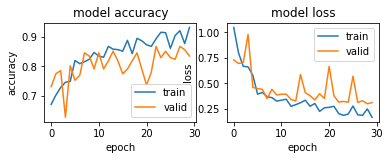 model accuracy
0.9
0.8
0.7
accuracy
train
valid
0
10
20
30
epoch
model loss
1.00
0.75
0.50
0.25
loss
train
valid
0
10
20
30
epoch